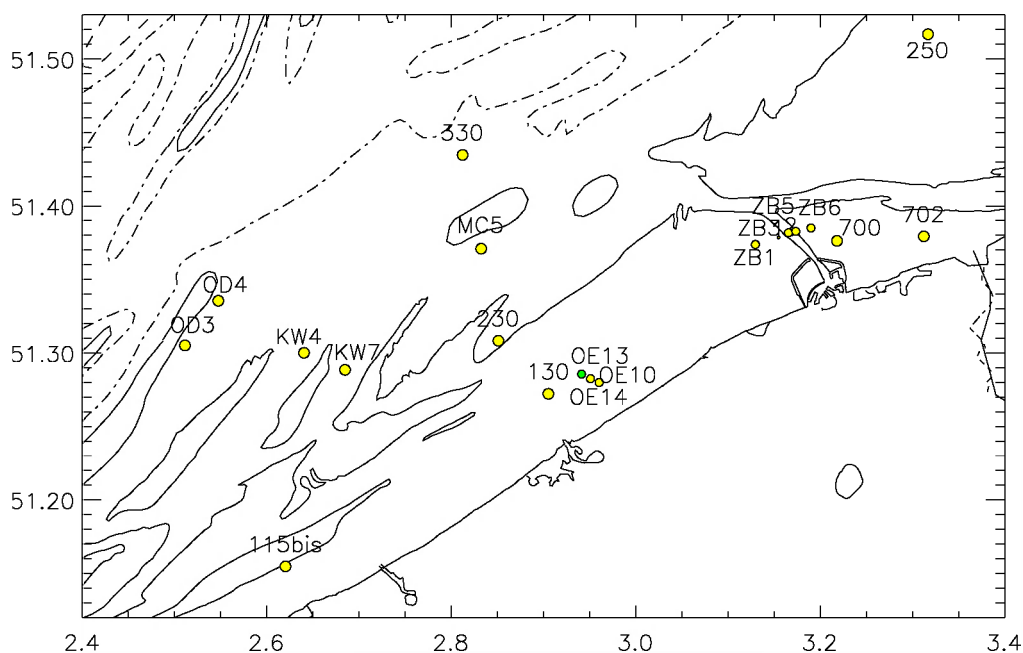 51.50
250
330
51.40
ZB5 ZB6
702
MC5
ZB3 2 700
ZB1
OD4
OD3
230
KW4
51.30
KW7
OE13
130 OE10
OE14
51.20
115bis
2.4 2.6 2.8 3.0 3.2 3.4